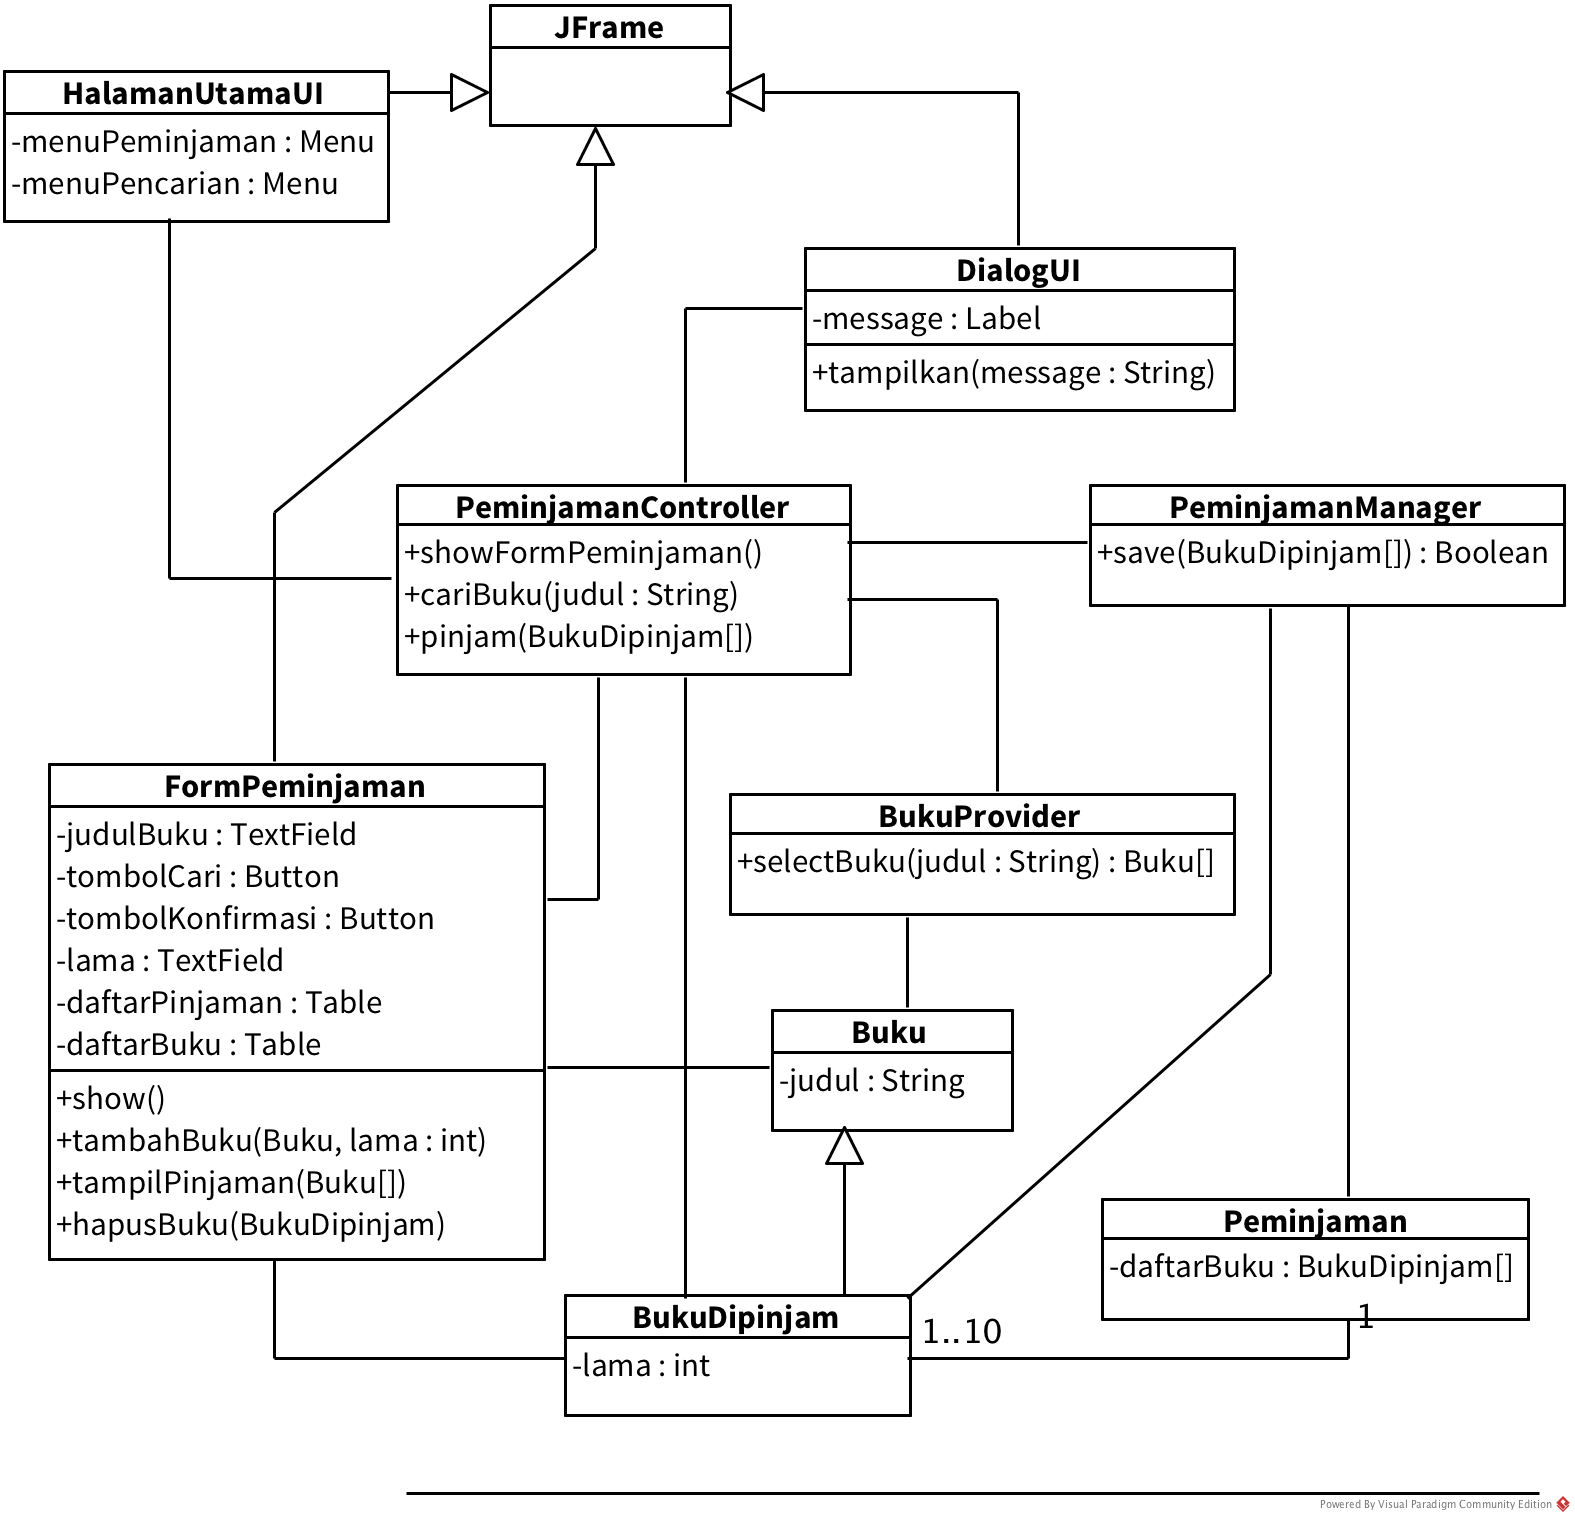 JFrame
HalamanUtamaUI
-menuPeminjaman : Menu
-menuPencarian : Menu
DialogUI
-message : Label
+tampilkan(message : String)
PeminjamanController
+showFormPeminjaman()
+cariBuku(judul : String)
+pinjam(BukuDipinjam[])
PeminjamanManager
+save(BukuDipinjam[]) : Boolean
FormPeminjaman
-judulBuku : TextField
-tombolCari : Button
-tombolKonfirmasi : Button
-lama : TextField
-daftarPinjaman : Table
-daftarBuku : Table
+show()
+tambahBuku(Buku, lama : int)
+tampilPinjaman(Buku[])
+hapusBuku(BukuDipinjam)
BukuProvider
+selectBuku(judul : String) : Buku[]
Buku
-judul : String
Peminjaman
-daftarBuku : BukuDipinjam[]
1
BukuDipinjam
-lama : int
1..10
Powered By Visual Paradigm Community Edition